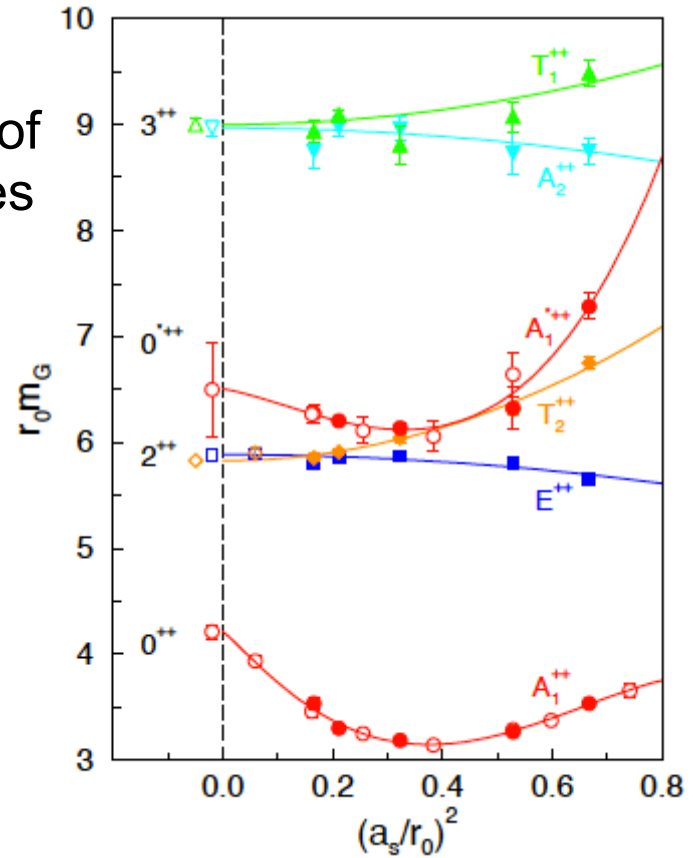 of
es
10
9
8
7
6
5
4
3
r₀m_G
3⁺⁺
0*⁺⁺
2⁺⁺
0⁺⁺
T₁⁺⁺
A₂⁺⁺
A₁*⁺⁺
T₂⁺⁺
E⁺⁺
A₁⁺⁺
0.0 0.2 0.4 0.6 0.8
(aₛ/r₀)²